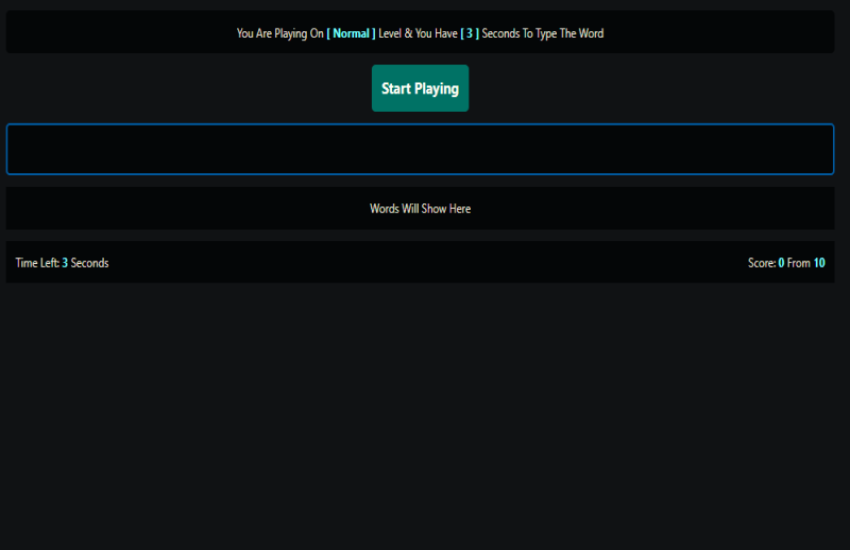 You Are Playing On [ Normal ] Level & You Have [ 3 ] Seconds To Type The Word
Start Playing
Words Will Show Here
Time Left: 3 Seconds
Score: 0 From 10